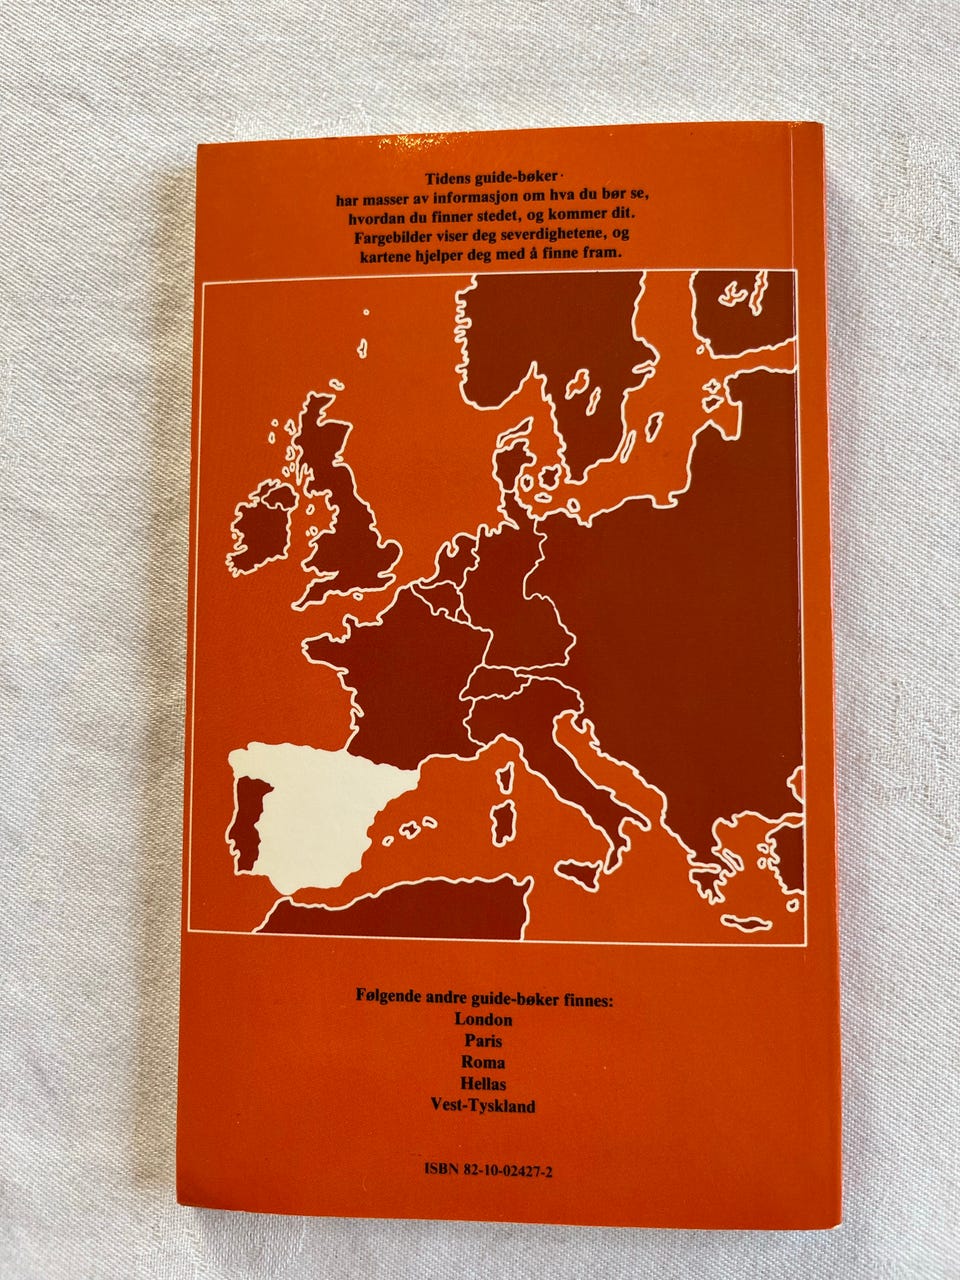 Tidens guide-bøker
har masser av informasjon om hva du bør se,
hvordan du finner stedet, og kommer dit.
Fargebilder viser deg severdighetene, og
kartene hjelper deg med å finne fram.
Følgende andre guide-bøker finnes:
London
Paris
Roma
Hellas
Vest-Tyskland
ISBN 82-10-02427-2